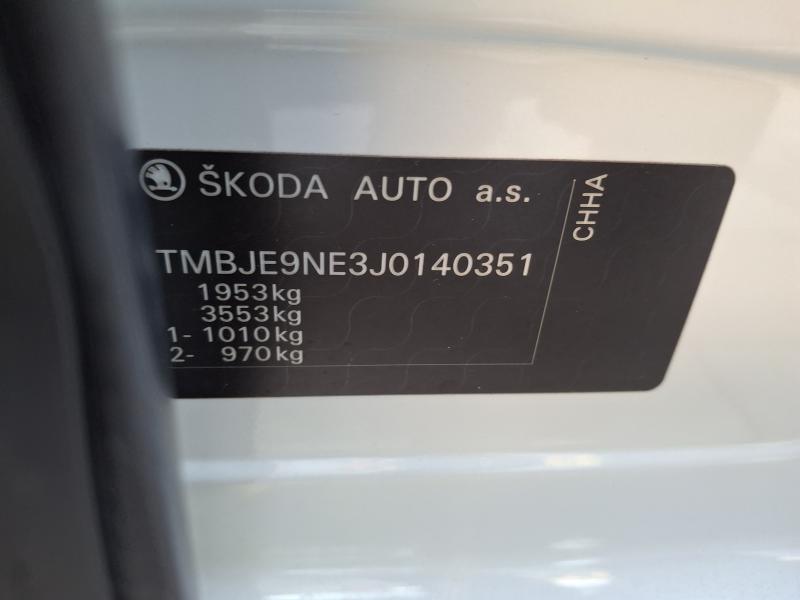 ŠKODA AUTO a.s.
TMBJE9NE3J0140351
1953kg
3553kg
1- 1010kg
2- 970kg
CHHA